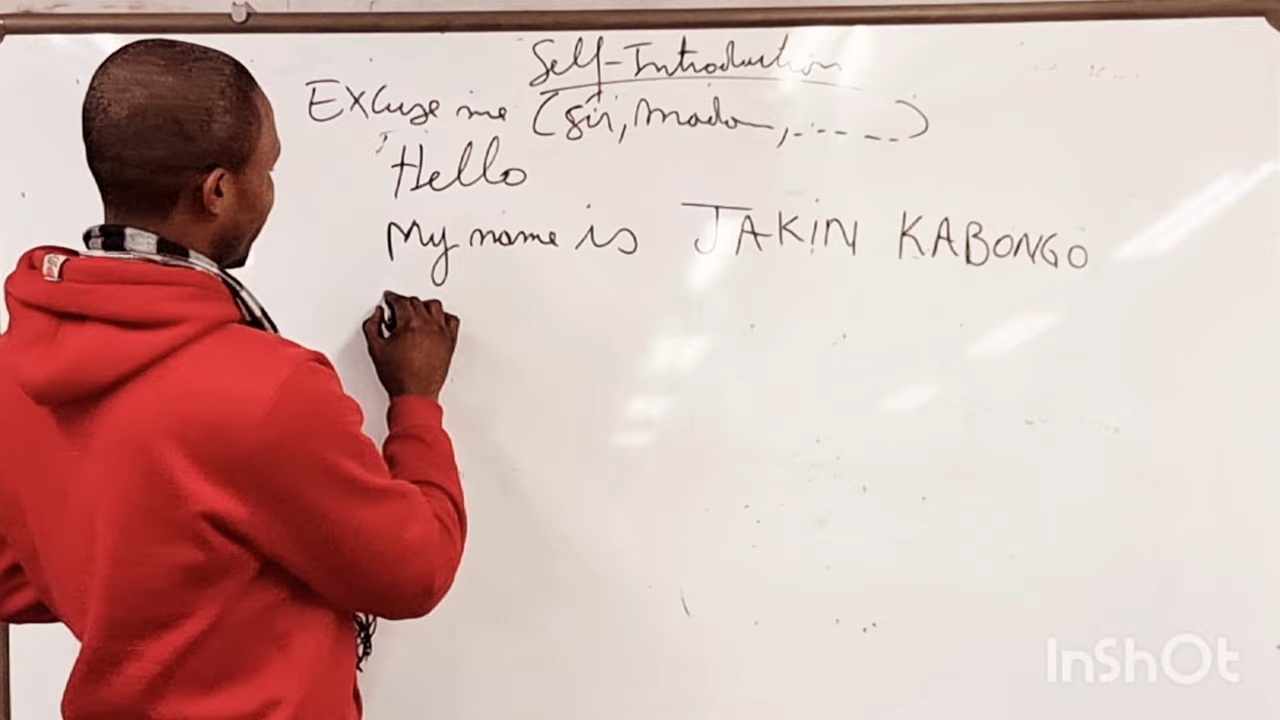 Self-Introduction
Excuse me (sir, Madam, ......)
Hello
My name is JAKIN KABONGO
InShOt